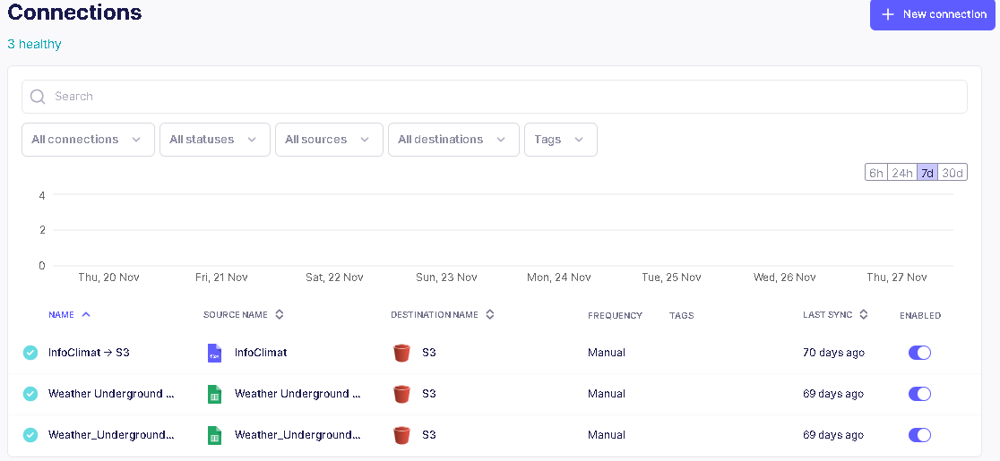 Connections
New connection
3 healthy
Search
All connections
All statuses
All sources
All destinations
Tags
6h 24h 7d 30d
4
2
0
Thu, 20 Nov Fri, 21 Nov Sat, 22 Nov Sun, 23 Nov Mon, 24 Nov Tue, 25 Nov Wed, 26 Nov Thu, 27 Nov
NAME SOURCE NAME DESTINATION NAME FREQUENCY TAGS LAST SYNC ENABLED
InfoClimat → S3 InfoClimat S3 Manual 70 days ago
Weather Underground ... Weather Underground ... S3 Manual 69 days ago
Weather_Underground... Weather_Underground... S3 Manual 69 days ago